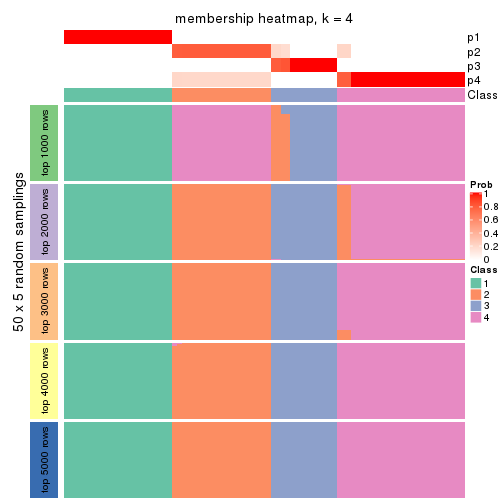 membership heatmap, k = 4
p1
p2
p3
p4
Class
50 x 5 random samplings
top 1000 rows
top 2000 rows
top 3000 rows
top 4000 rows
top 5000 rows
Prob
1
0.8
0.6
0.4
0.2
0
Class
1
2
3
4